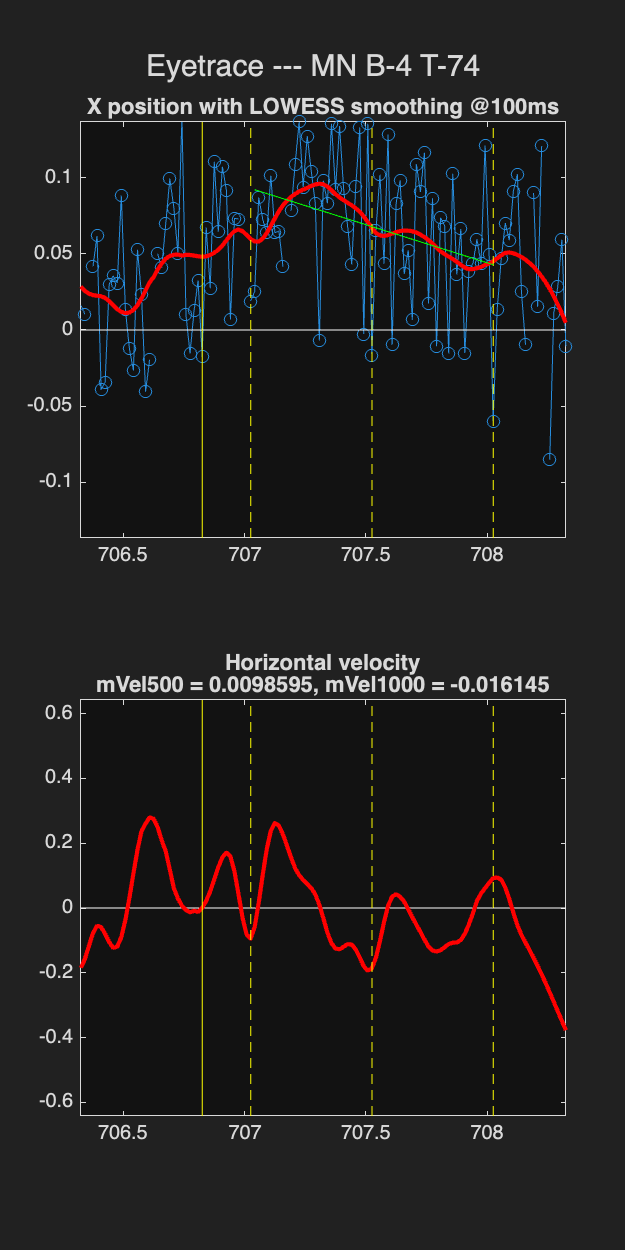 Eyetrace --- MN B-4 T-74
X position with LOWESS smoothing @100ms
0.1
0.05
0
-0.05
-0.1
706.5 707 707.5 708
Horizontal velocity
mVel500 = 0.0098595, mVel1000 = -0.016145
0.6
0.4
0.2
0
-0.2
-0.4
-0.6
706.5 707 707.5 708